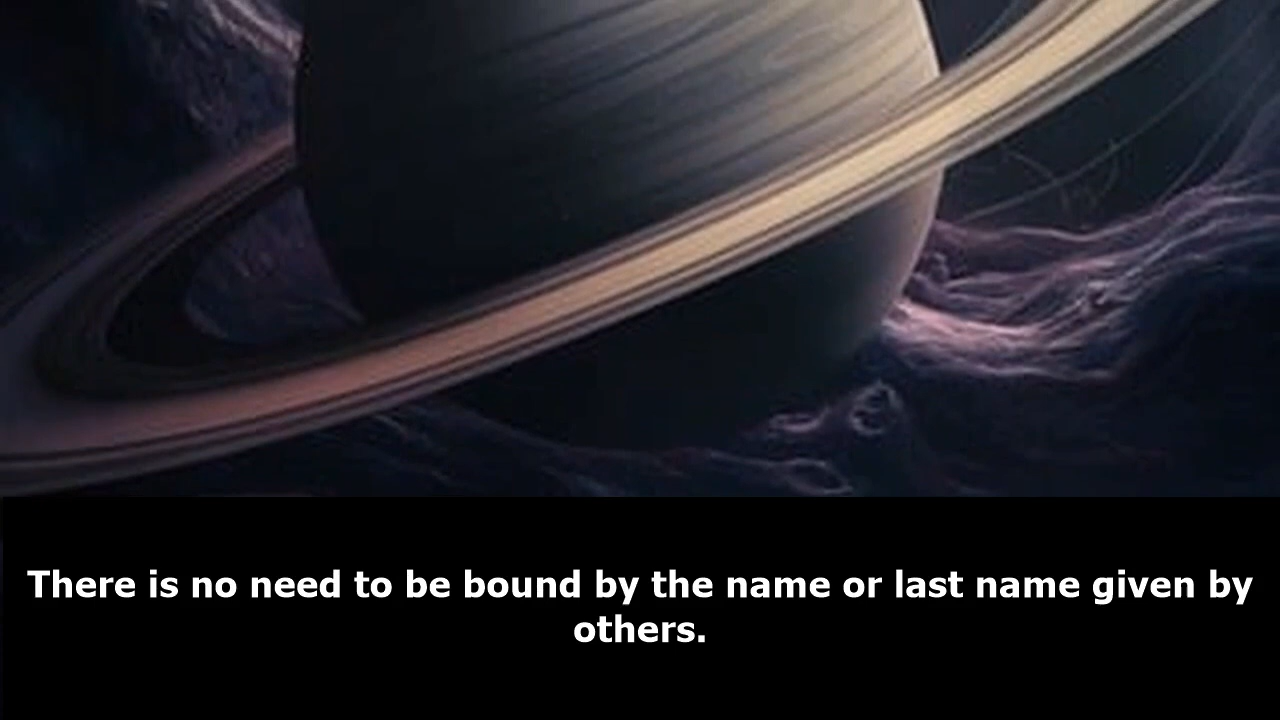 There is no need to be bound by the name or last name given by
others.